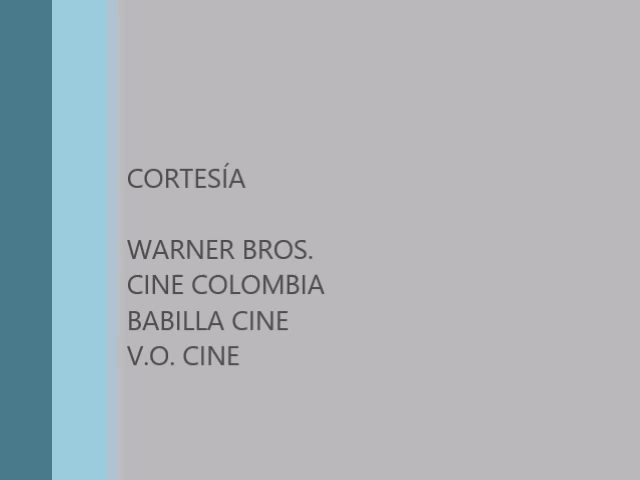 CORTESÍA
WARNER BROS.
CINE COLOMBIA
BABILLA CINE
V.O. CINE